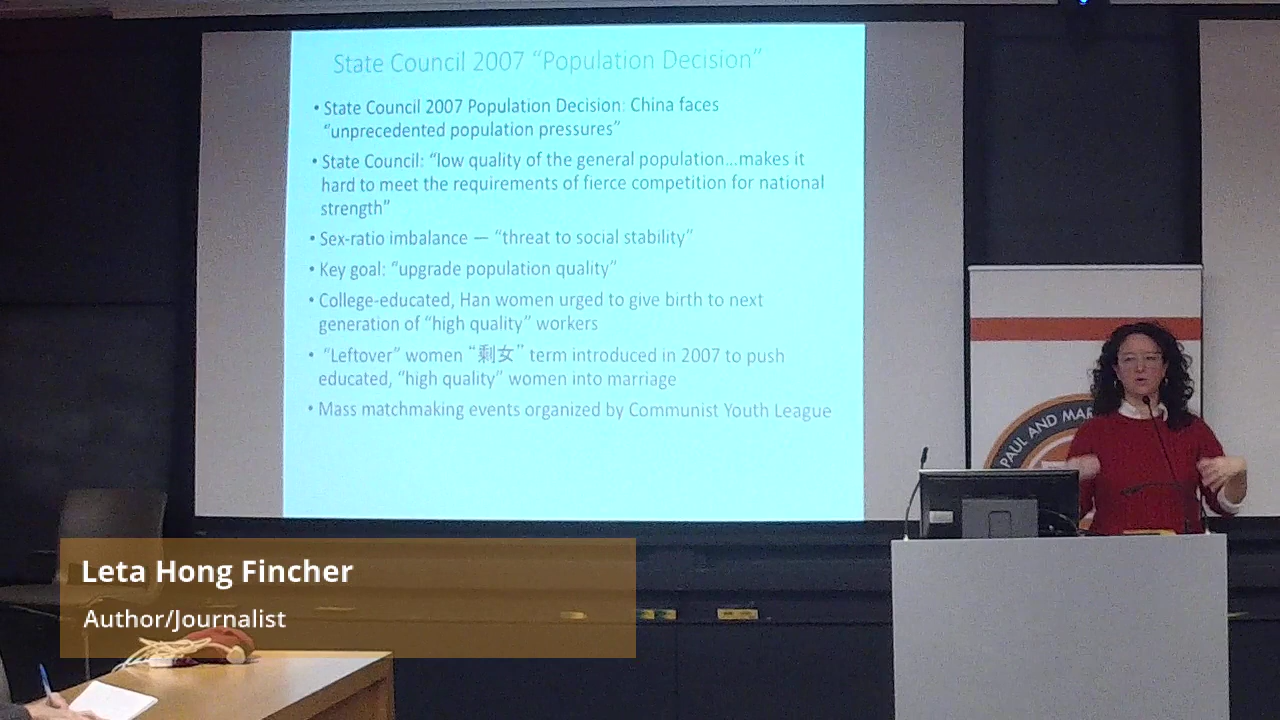 State Council 2007 “Population Decision”
• State Council 2007 Population Decision: China faces
“unprecedented population pressures”
• State Council: “low quality of the general population...makes it
hard to meet the requirements of fierce competition for national
strength”
• Sex-ratio imbalance — “threat to social stability”
• Key goal: “upgrade population quality”
• College-educated, Han women urged to give birth to next
generation of “high quality” workers
• “Leftover” women “剩女” term introduced in 2007 to push
educated, “high quality” women into marriage
• Mass matchmaking events organized by Communist Youth League
PAUL AND MAR
Leta Hong Fincher
Author/Journalist